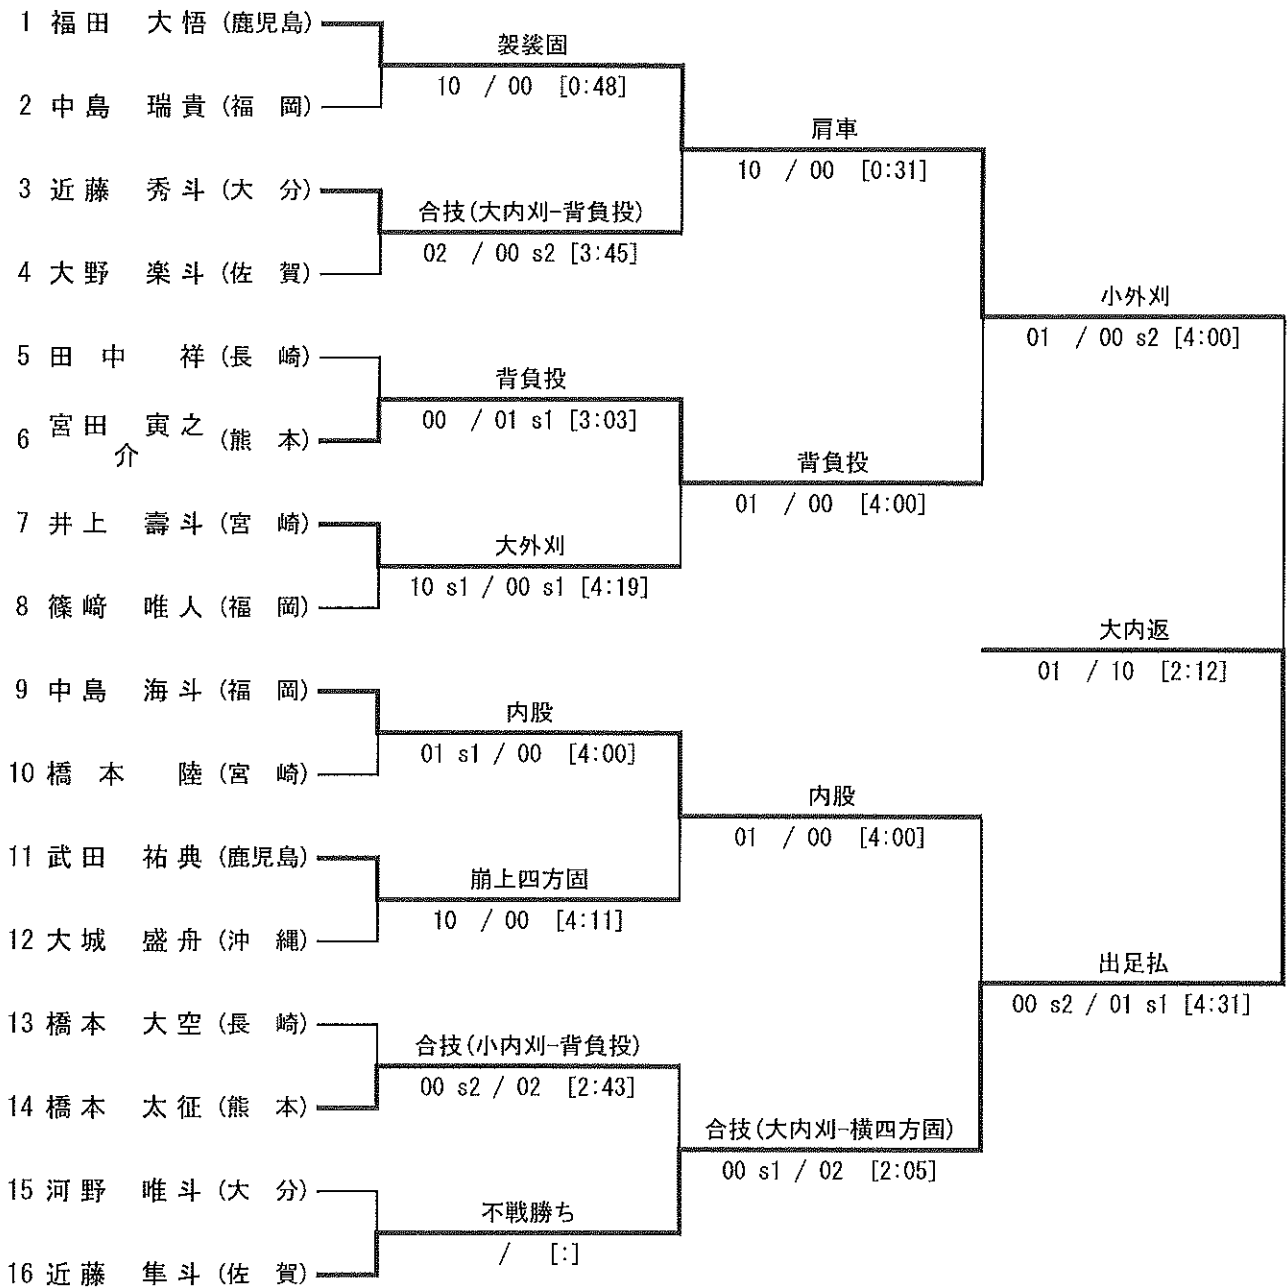 1 福田 大悟 (鹿児島)
袈裟固
10 / 00 [0:48]
2 中島 瑞貴 (福 岡)
肩車
10 / 00 [0:31]
3 近藤 秀斗 (大 分)
合技(大内刈-背負投)
02 / 00 s2 [3:45]
4 大野 楽斗 (佐 賀)
小外刈
01 / 00 s2 [4:00]
5 田中 祥 (長 崎)
背負投
00 / 01 s1 [3:03]
6 宮田 寅之介 (熊 本)
背負投
01 / 00 [4:00]
7 井上 壽斗 (宮 崎)
大外刈
10 s1 / 00 s1 [4:19]
8 篠﨑 唯人 (福 岡)
大内返
01 / 10 [2:12]
9 中島 海斗 (福 岡)
内股
01 s1 / 00 [4:00]
10 橋本 陸 (宮 崎)
内股
01 / 00 [4:00]
11 武田 祐典 (鹿児島)
崩上四方固
10 / 00 [4:11]
12 大城 盛舟 (沖 縄)
出足払
00 s2 / 01 s1 [4:31]
13 橋本 大空 (長 崎)
合技(小内刈-背負投)
00 s2 / 02 [2:43]
14 橋本 太征 (熊 本)
合技(大内刈-横四方固)
00 s1 / 02 [2:05]
15 河野 唯斗 (大 分)
不戦勝ち
/ [:]
16 近藤 隼斗 (佐 賀)